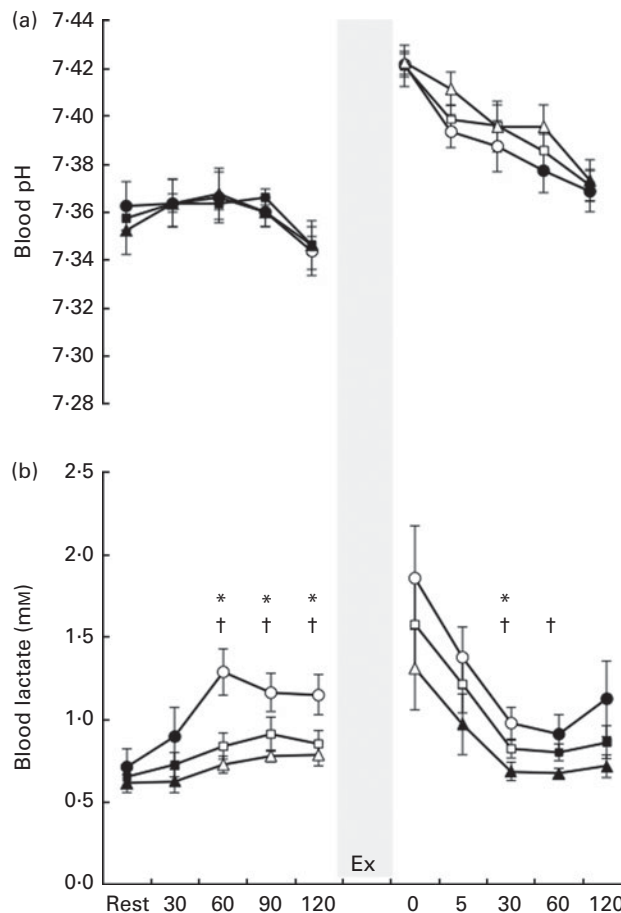 (a)
7·44
7·42
7·40
7·38
7·36
7·34
7·32
7·30
7·28
Blood pH
(b)
2·5
2·0
1·5
1·0
0·5
0·0
Blood lactate (mM)
* * * *
† † † † †
Ex
Rest 30 60 90 120 0 5 30 60 120